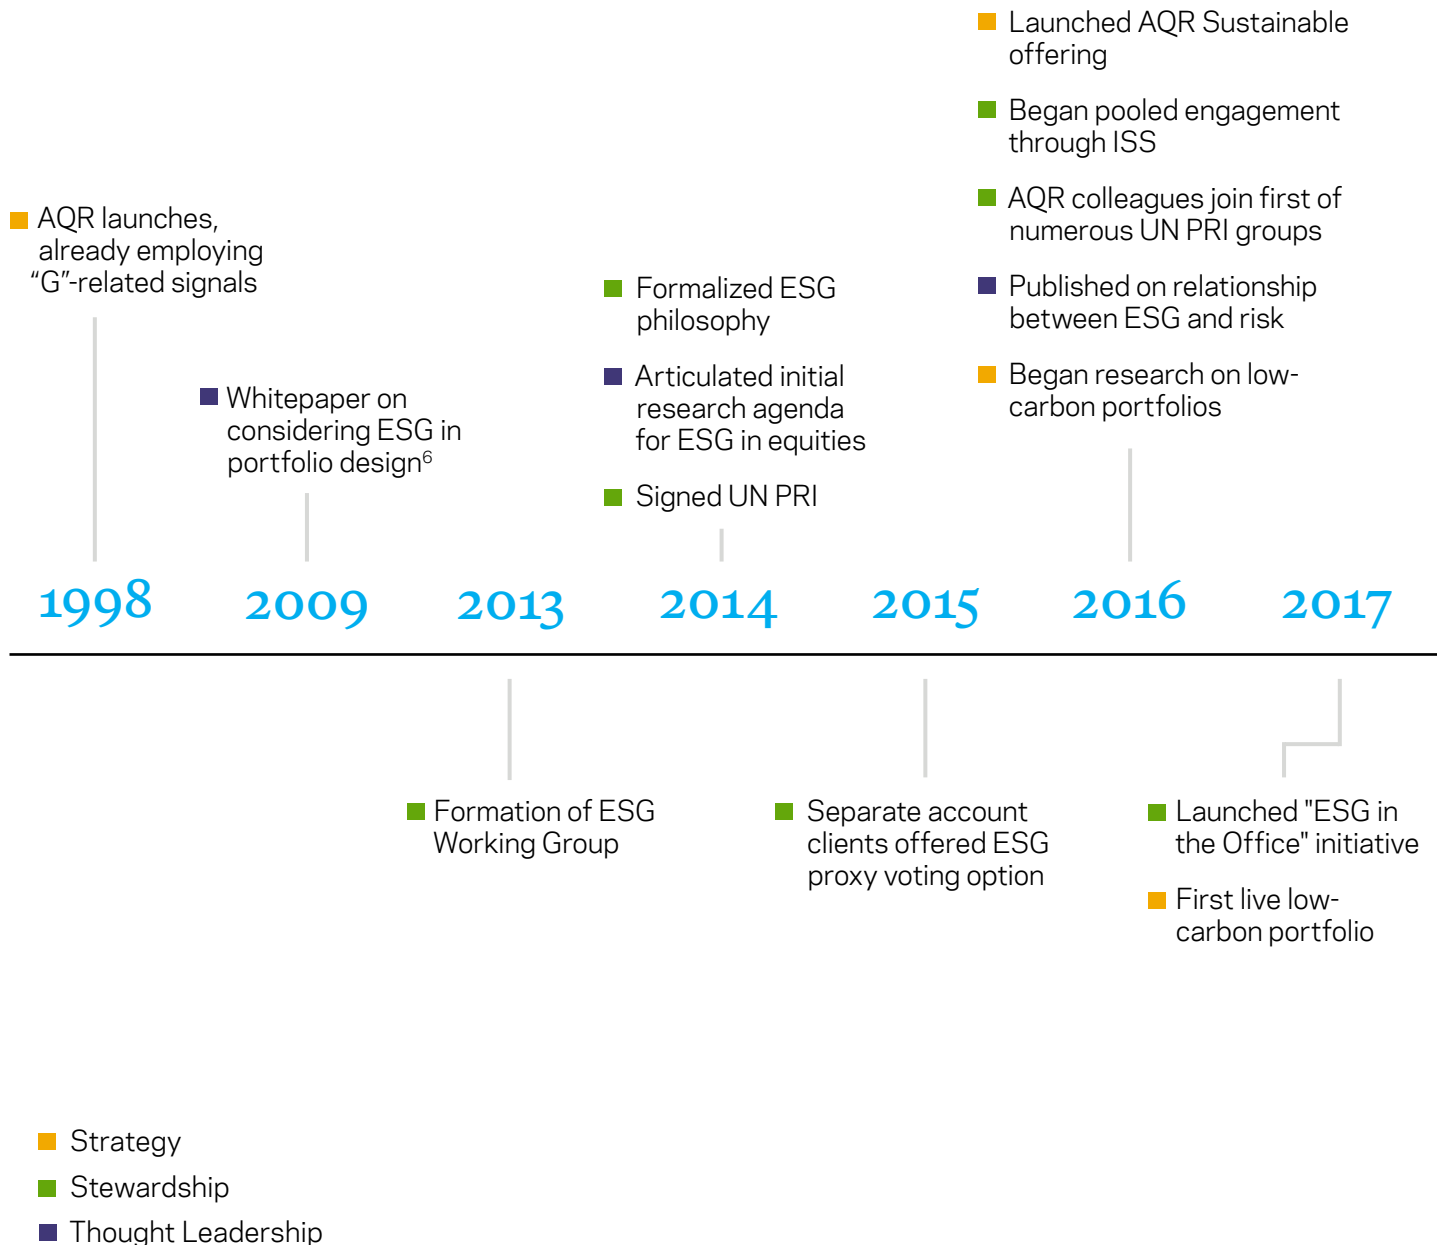 Launched AQR Sustainable
offering
Began pooled engagement
through ISS
AQR colleagues join first of
numerous UN PRI groups
Published on relationship
between ESG and risk
Began research on low-
carbon portfolios
AQR launches,
already employing
“G”-related signals
Whitepaper on
considering ESG in
portfolio design⁶
Formalized ESG
philosophy
Articulated initial
research agenda
for ESG in equities
Signed UN PRI
1998 2009 2013 2014 2015 2016 2017
Formation of ESG
Working Group
Separate account
clients offered ESG
proxy voting option
Launched "ESG in
the Office" initiative
First live low-
carbon portfolio
Strategy
Stewardship
Thought Leadership